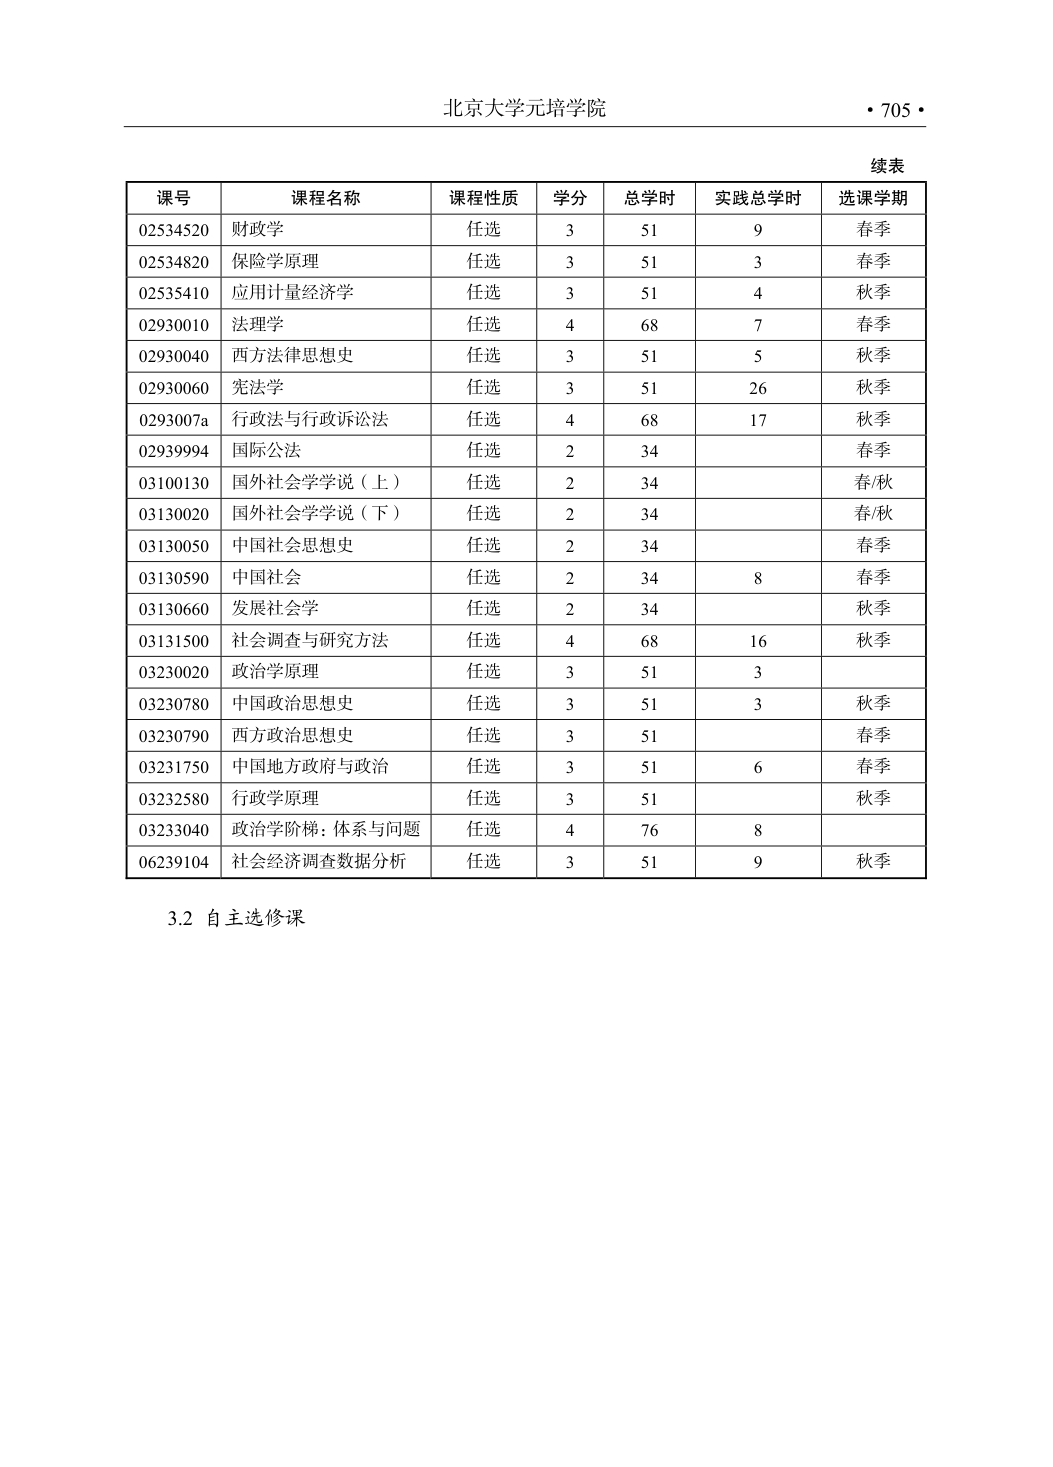 北京大学元培学院 • 705 •
续表
课号 课程名称 课程性质 学分 总学时 实践总学时 选课学期
02534520 财政学 任选 3 51 9 春季
02534820 保险学原理 任选 3 51 3 春季
02535410 应用计量经济学 任选 3 51 4 秋季
02930010 法理学 任选 4 68 7 春季
02930040 西方法律思想史 任选 3 51 5 秋季
02930060 宪法学 任选 3 51 26 秋季
0293007a 行政法与行政诉讼法 任选 4 68 17 秋季
02939994 国际公法 任选 2 34 春季
03100130 国外社会学学说（上） 任选 2 34 春/秋
03130020 国外社会学学说（下） 任选 2 34 春/秋
03130050 中国社会思想史 任选 2 34 春季
03130590 中国社会 任选 2 34 8 春季
03130660 发展社会学 任选 2 34 秋季
03131500 社会调查与研究方法 任选 4 68 16 秋季
03230020 政治学原理 任选 3 51 3
03230780 中国政治思想史 任选 3 51 3 秋季
03230790 西方政治思想史 任选 3 51 春季
03231750 中国地方政府与政治 任选 3 51 6 春季
03232580 行政学原理 任选 3 51 秋季
03233040 政治学阶梯：体系与问题 任选 4 76 8
06239104 社会经济调查数据分析 任选 3 51 9 秋季
3.2 自主选修课